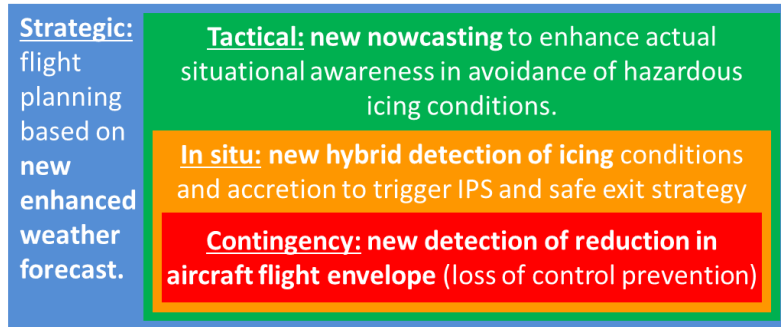 Strategic:
flight
planning
based on
new
enhanced
weather
forecast.
Tactical: new nowcasting to enhance actual
situational awareness in avoidance of hazardous
icing conditions.
In situ: new hybrid detection of icing conditions
and accretion to trigger IPS and safe exit strategy
Contingency: new detection of reduction in
aircraft flight envelope (loss of control prevention)